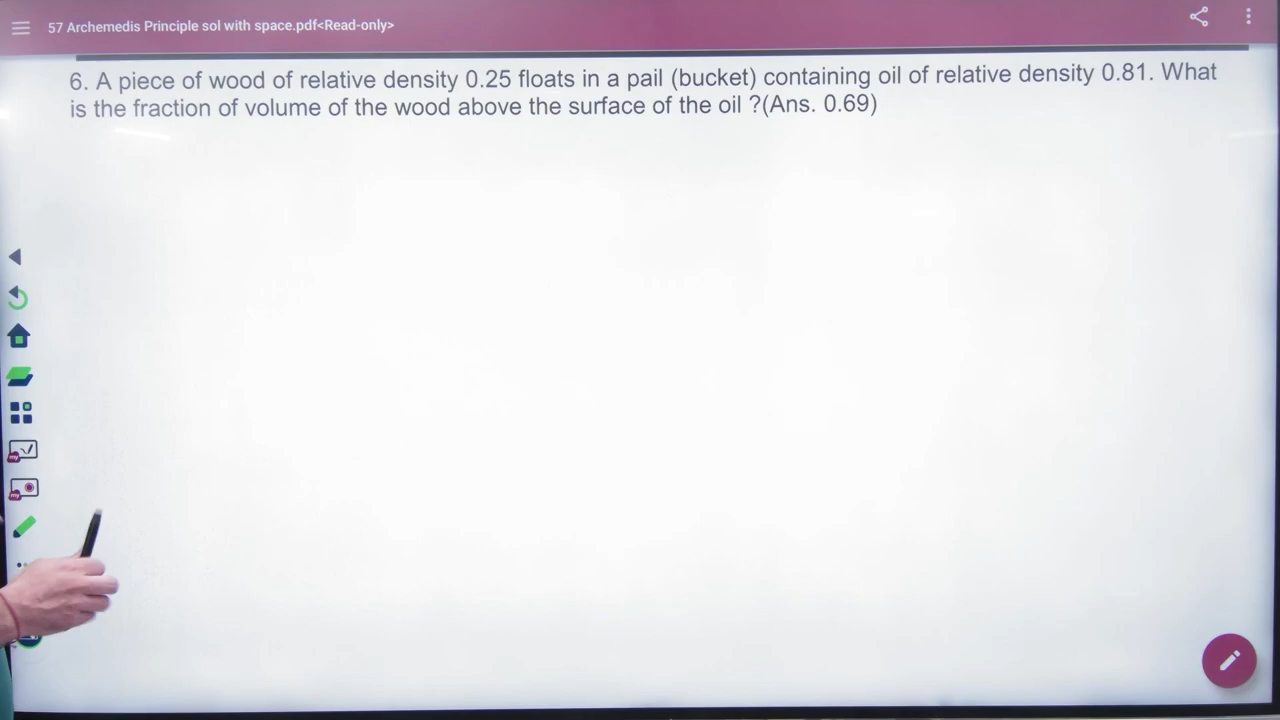 57 Archemedis Principle sol with space.pdf<Read-only>
6. A piece of wood of relative density 0.25 floats in a pail (bucket) containing oil of relative density 0.81. What
is the fraction of volume of the wood above the surface of the oil ?(Ans. 0.69)
my
my